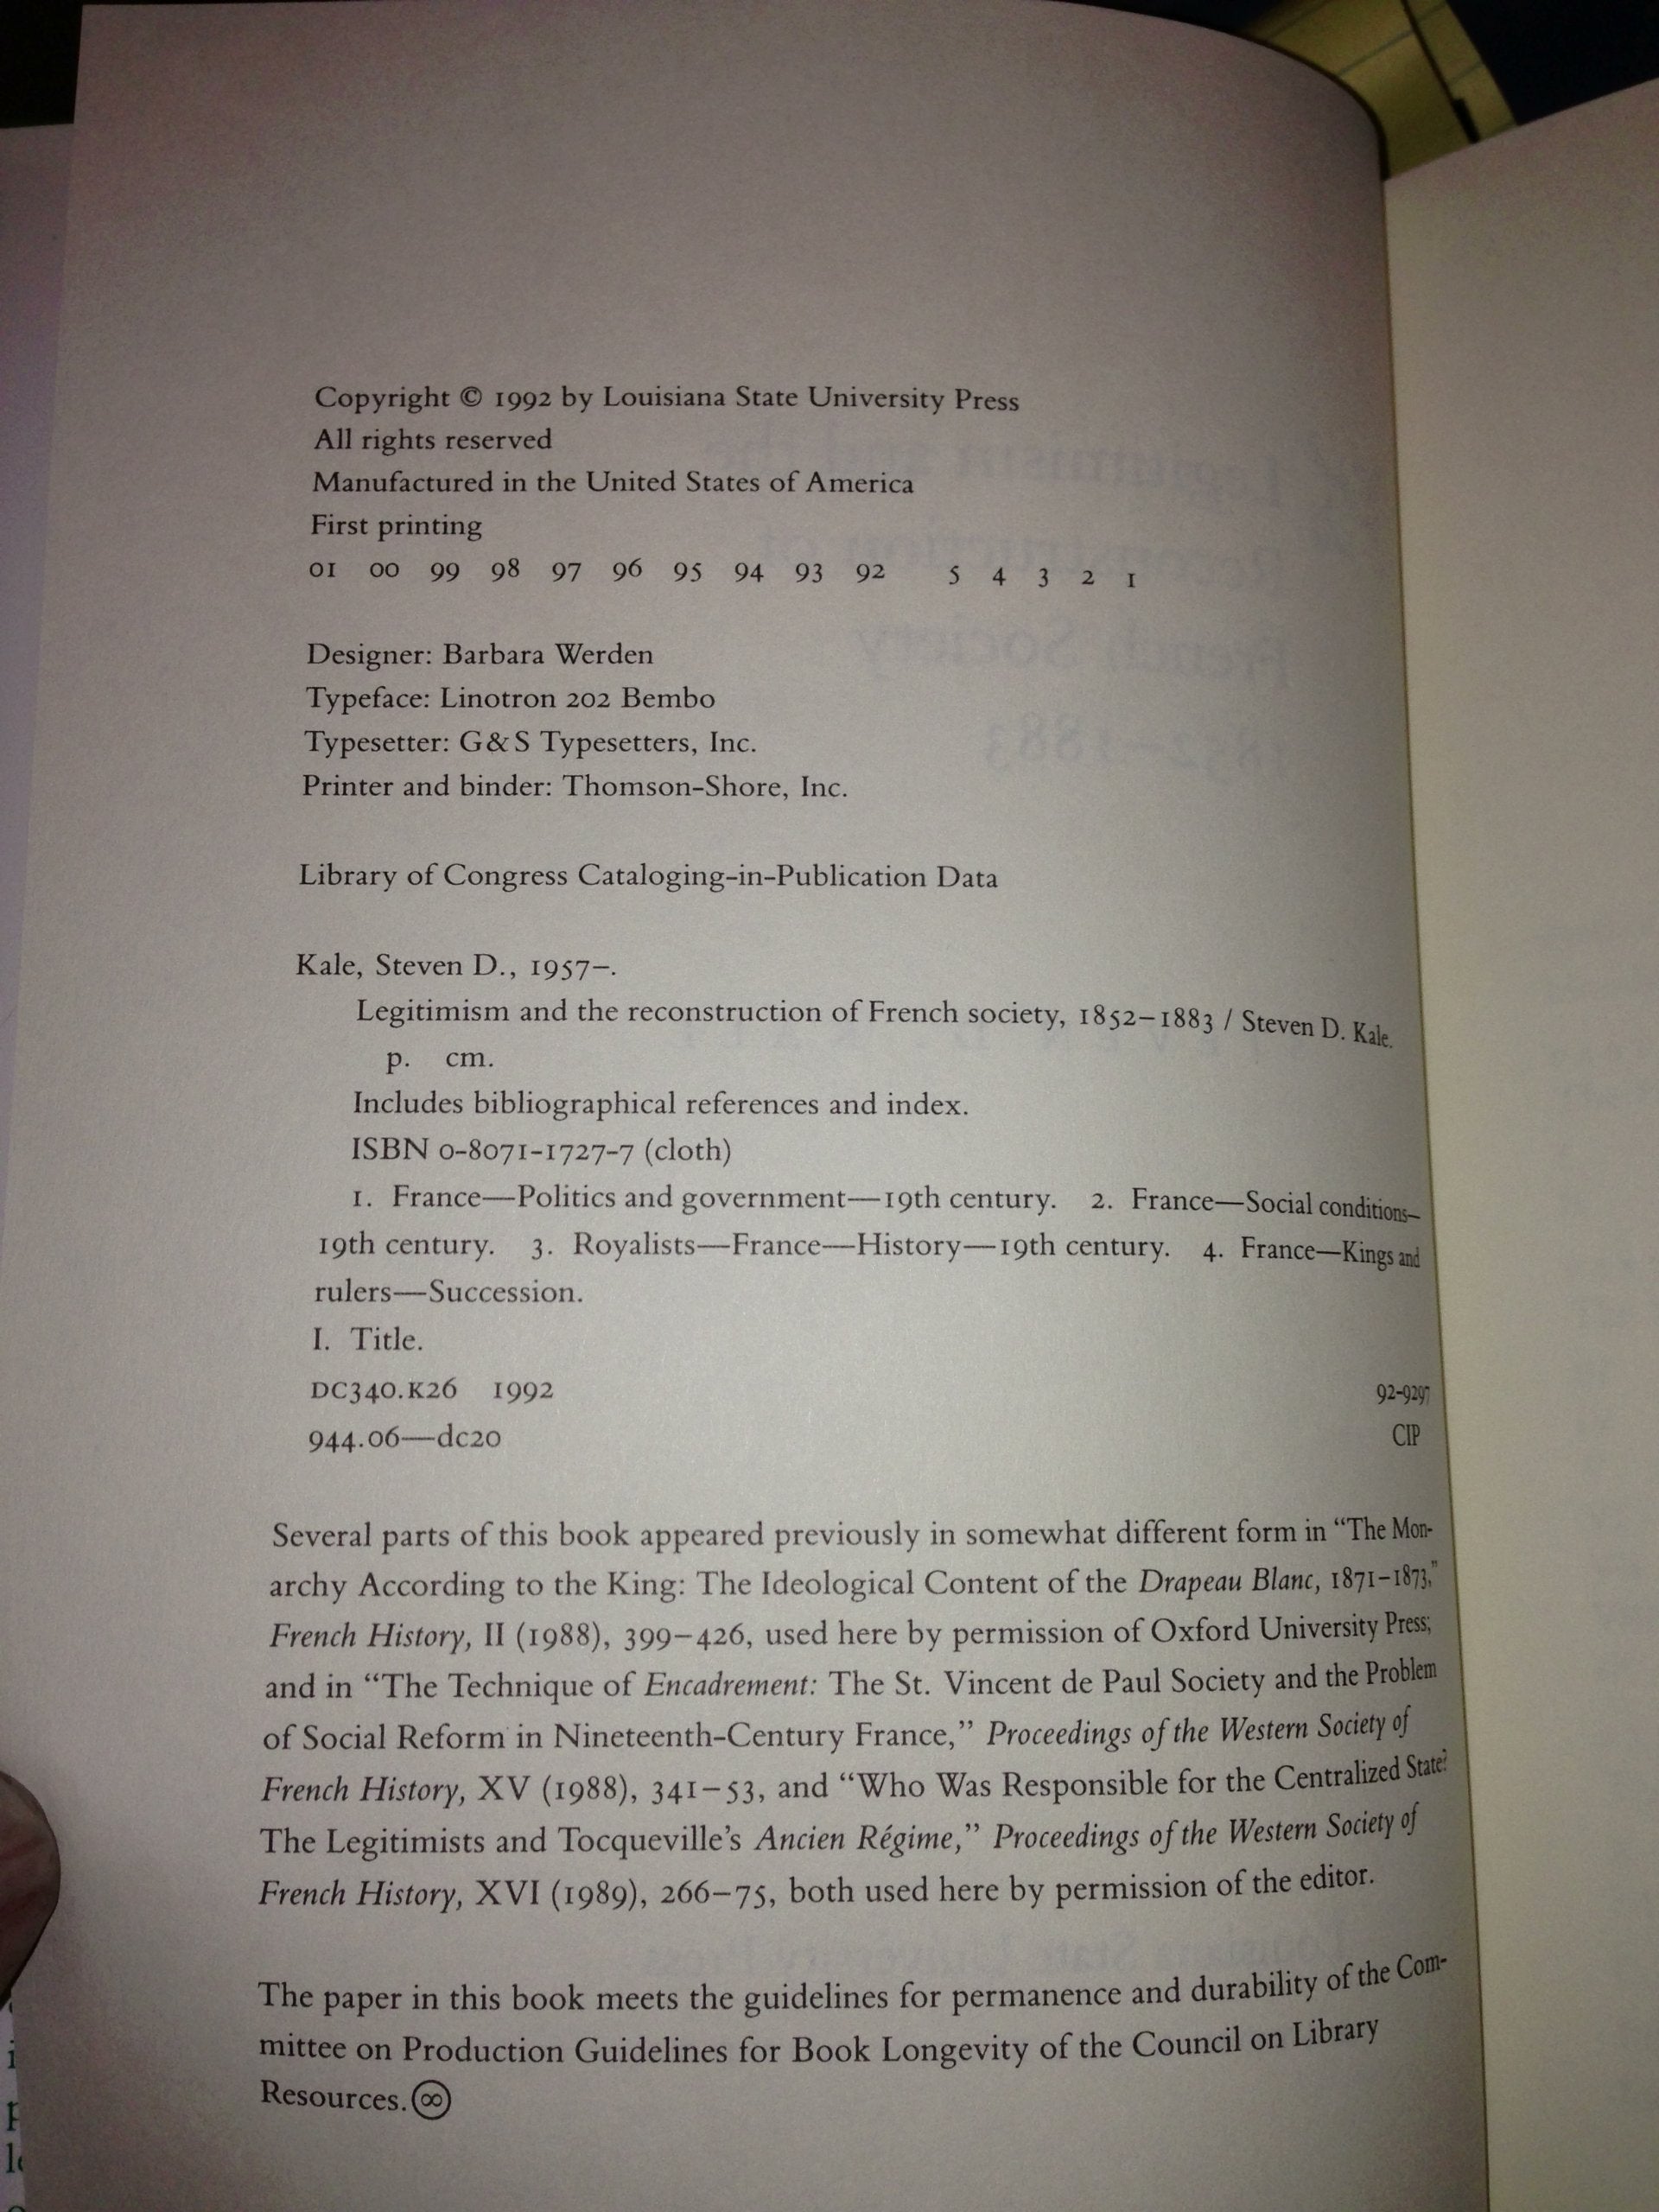 Copyright © 1992 by Louisiana State University Press
All rights reserved
Manufactured in the United States of America
First printing
01 00 99 98 97 96 95 94 93 92 5 4 3 2 1
Designer: Barbara Werden
Typeface: Linotron 202 Bembo
Typesetter: G&S Typesetters, Inc.
Printer and binder: Thomson-Shore, Inc.
Library of Congress Cataloging-in-Publication Data
Kale, Steven D., 1957–.
Legitimism and the reconstruction of French society, 1852–1883 / Steven D. Kale.
p. cm.
Includes bibliographical references and index.
ISBN 0-8071-1727-7 (cloth)
1. France—Politics and government—19th century. 2. France—Social conditions—
19th century. 3. Royalists—France—History—19th century. 4. France—Kings and
rulers—Succession.
I. Title.
DC340.K26 1992 92-9297
944.06—dc20 CIP
Several parts of this book appeared previously in somewhat different form in “The Mon-
archy According to the King: The Ideological Content of the Drapeau Blanc, 1871–1873,”
French History, II (1988), 399–426, used here by permission of Oxford University Press;
and in “The Technique of Encadrement: The St. Vincent de Paul Society and the Problem
of Social Reform in Nineteenth-Century France,” Proceedings of the Western Society of
French History, XV (1988), 341–53, and “Who Was Responsible for the Centralized State?
The Legitimists and Tocqueville’s Ancien Régime,” Proceedings of the Western Society of
French History, XVI (1989), 266–75, both used here by permission of the editor.
The paper in this book meets the guidelines for permanence and durability of the Com-
mittee on Production Guidelines for Book Longevity of the Council on Library
Resources. ∞